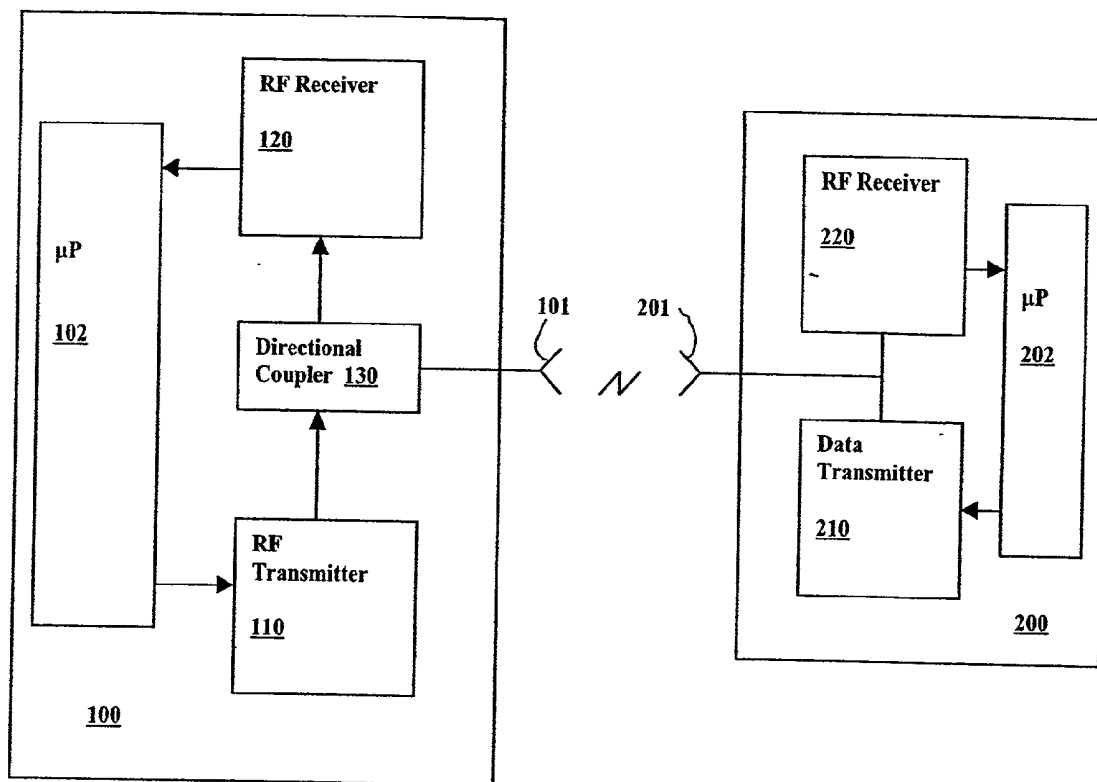 RF Receiver
120
µP
102
Directional
Coupler 130
RF
Transmitter
110
100
101
201
RF Receiver
220
µP
202
Data
Transmitter
210
200